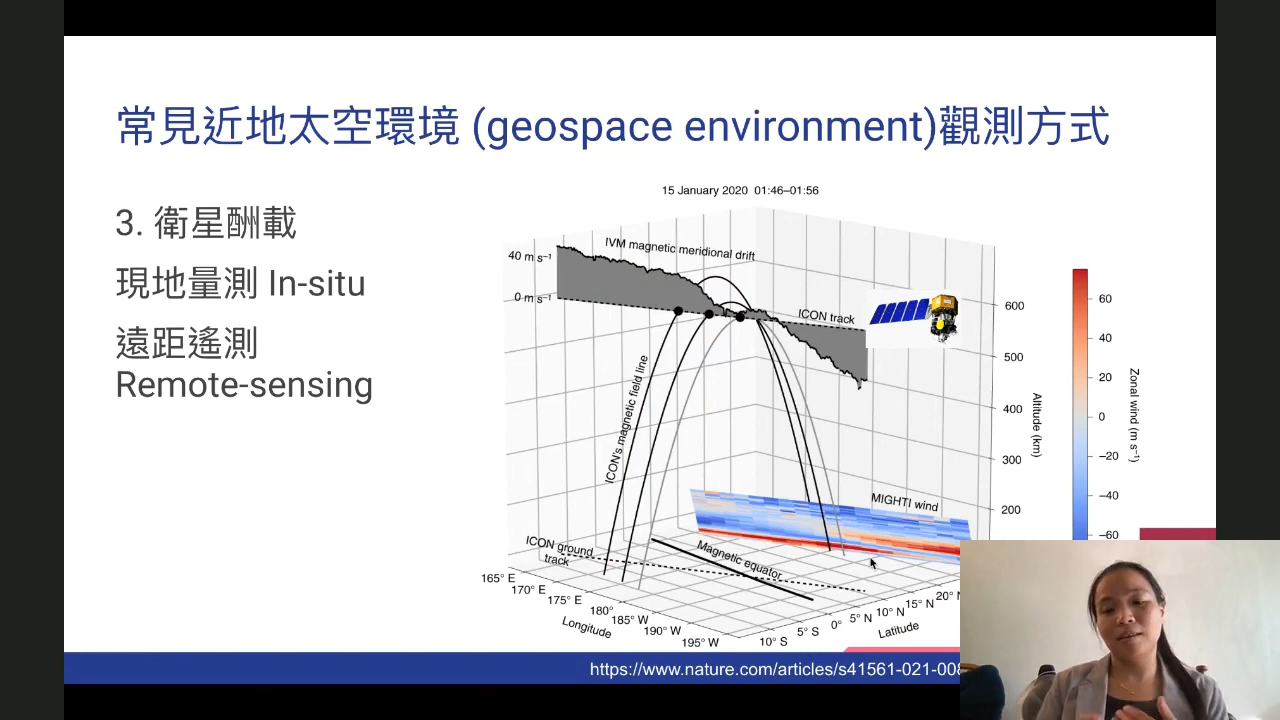 常見近地太空環境 (geospace environment)觀測方式
3. 衛星酬載
現地量測 In-situ
遠距遙測
Remote-sensing
15 January 2020 01:46–01:56
IVM magnetic meridional drift
40 m s⁻¹
0 m s⁻¹
ICON track
ICON's magnetic field line
MIGHTI wind
ICON ground
track
Magnetic equator
165° E
170° E
175° E
180°
185° W
190° W
195° W
Longitude
10° S
5° S
0°
5° N
10° N
15° N
20° N
Latitude
600
500
400
300
200
Altitude (km)
60
40
20
0
–20
–40
–60
Zonal wind (m s⁻¹)
https://www.nature.com/articles/s41561-021-00